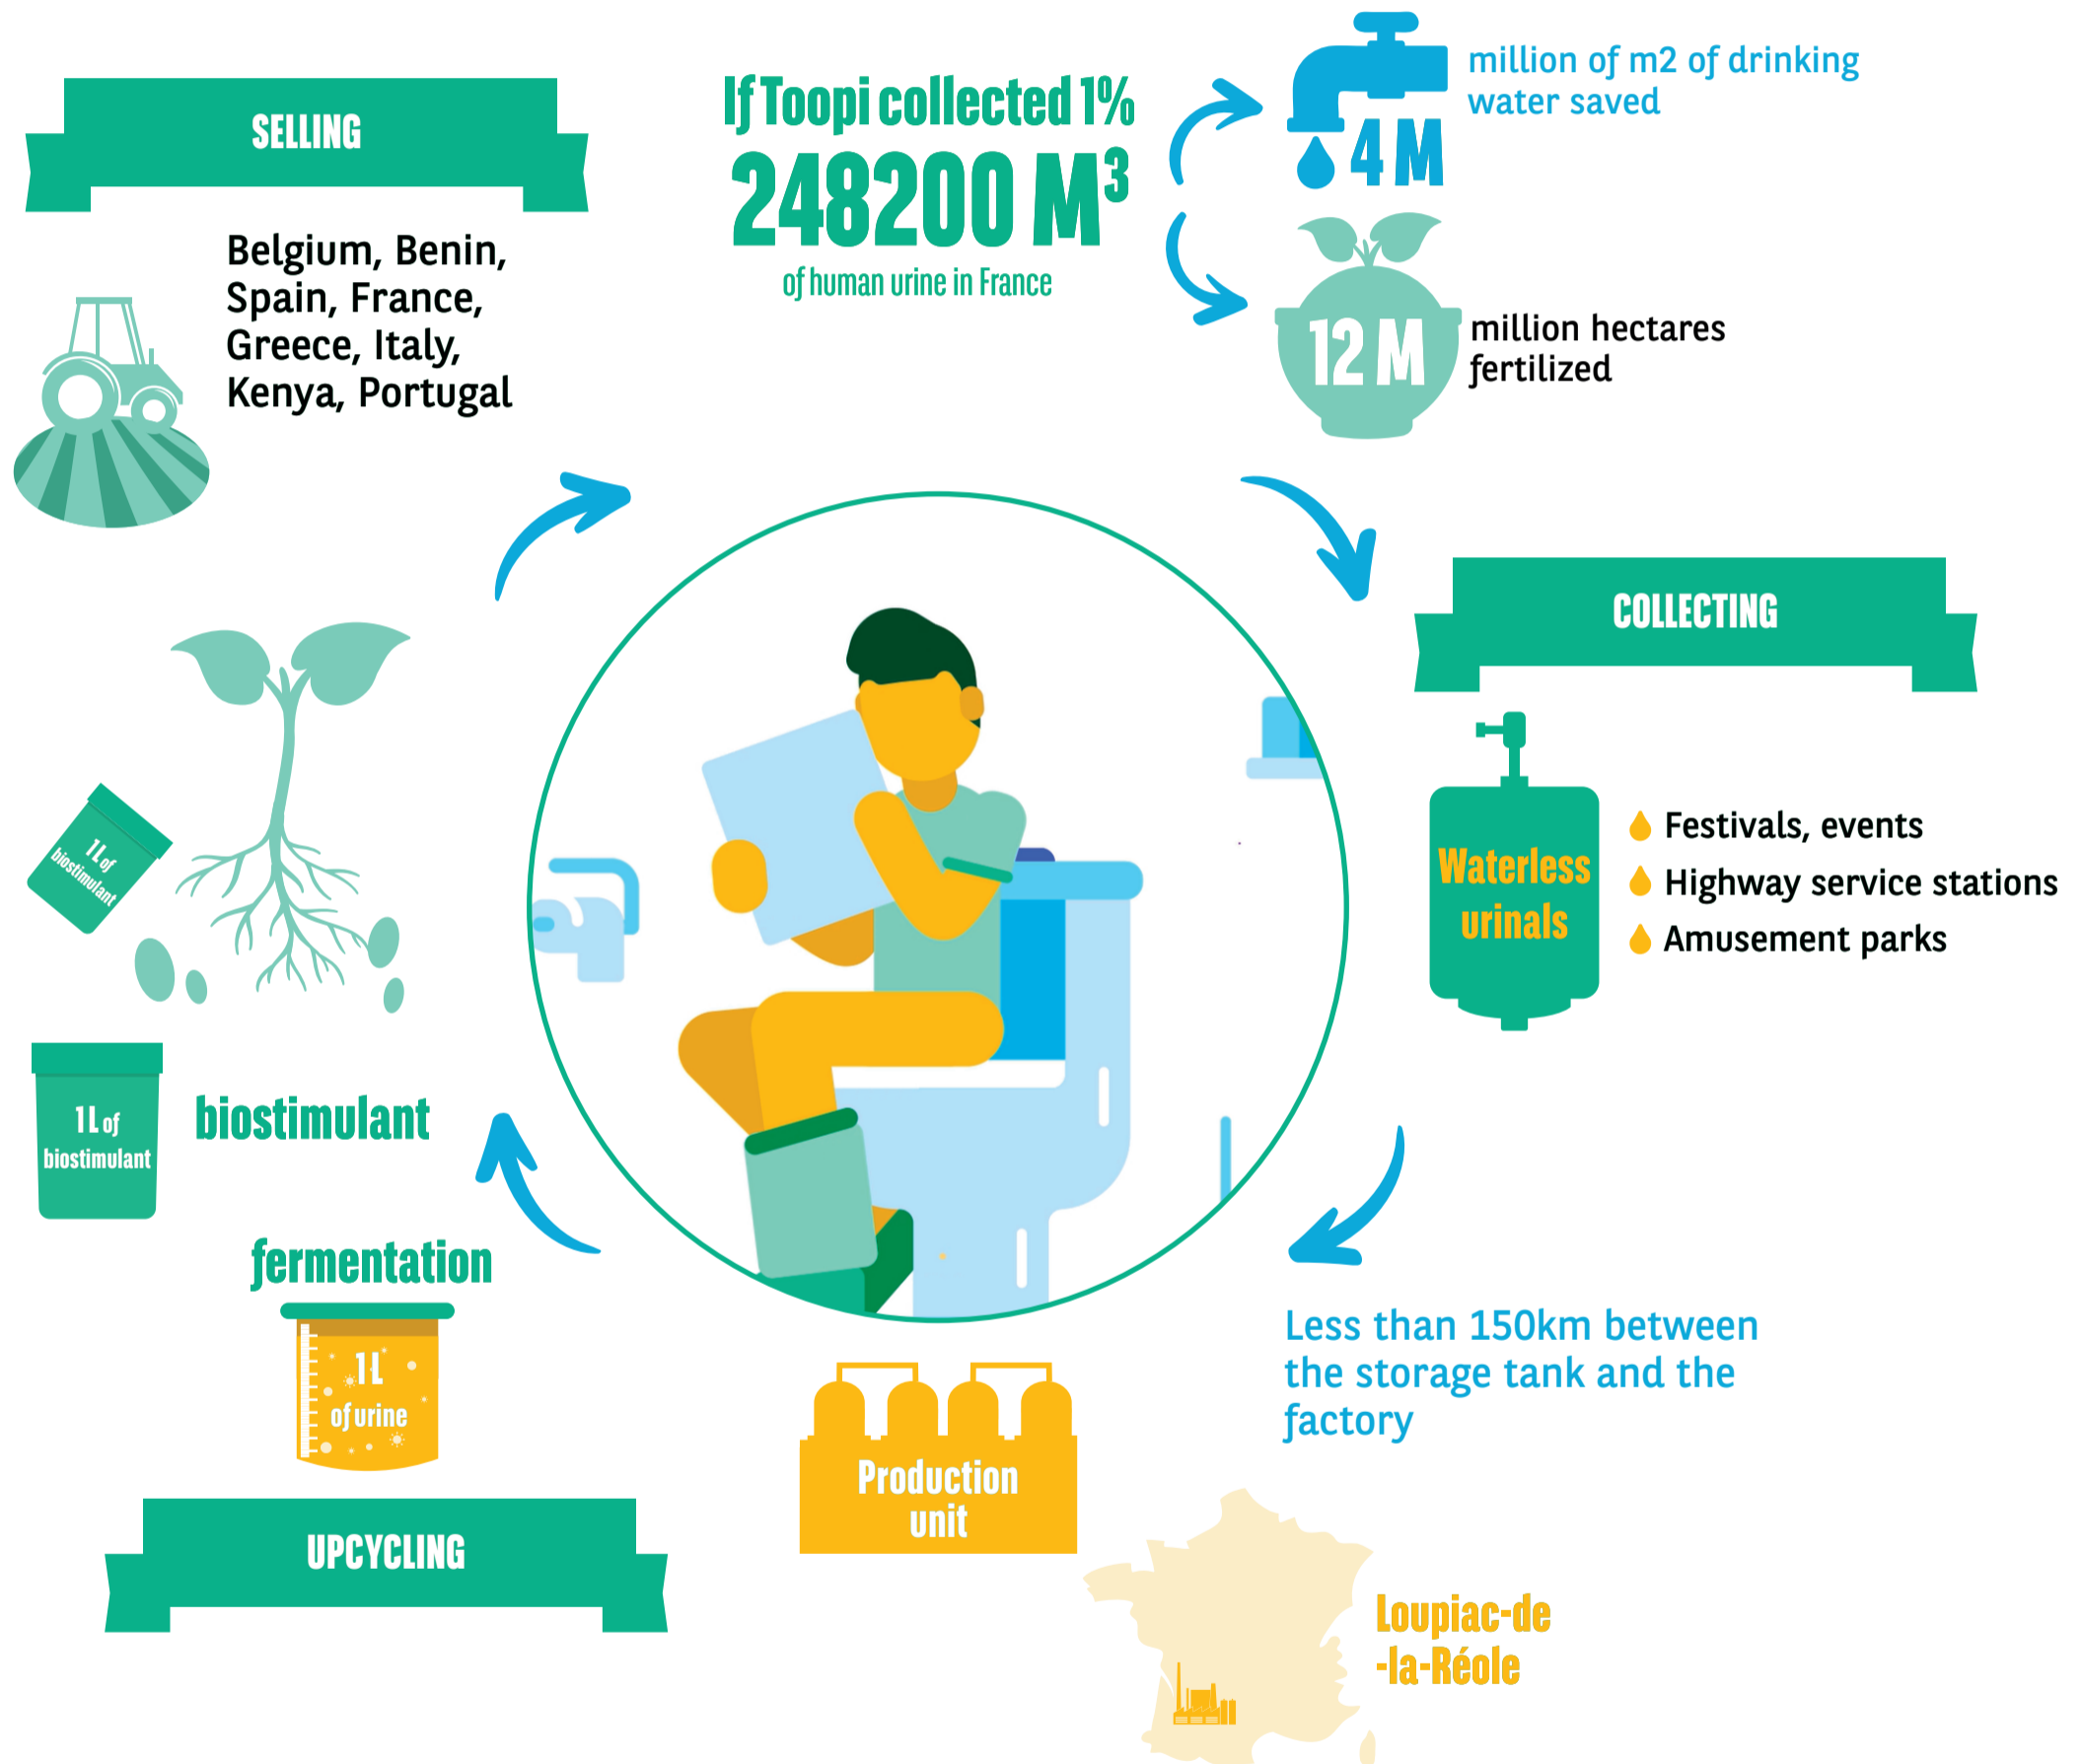 SELLING
Belgium, Benin,
Spain, France,
Greece, Italy,
Kenya, Portugal
If Toopi collected 1%
248200 M³
of human urine in France
million of m2 of drinking
water saved
4 M
12 M
million hectares
fertilized
COLLECTING
Waterless
urinals
Festivals, events
Highway service stations
Amusement parks
Less than 150km between
the storage tank and the
factory
Loupiac-de
-la-Réole
Production
unit
UPCYCLING
1 L
of urine
fermentation
biostimulant
1 L of
biostimulant
1 L of
biostimulant